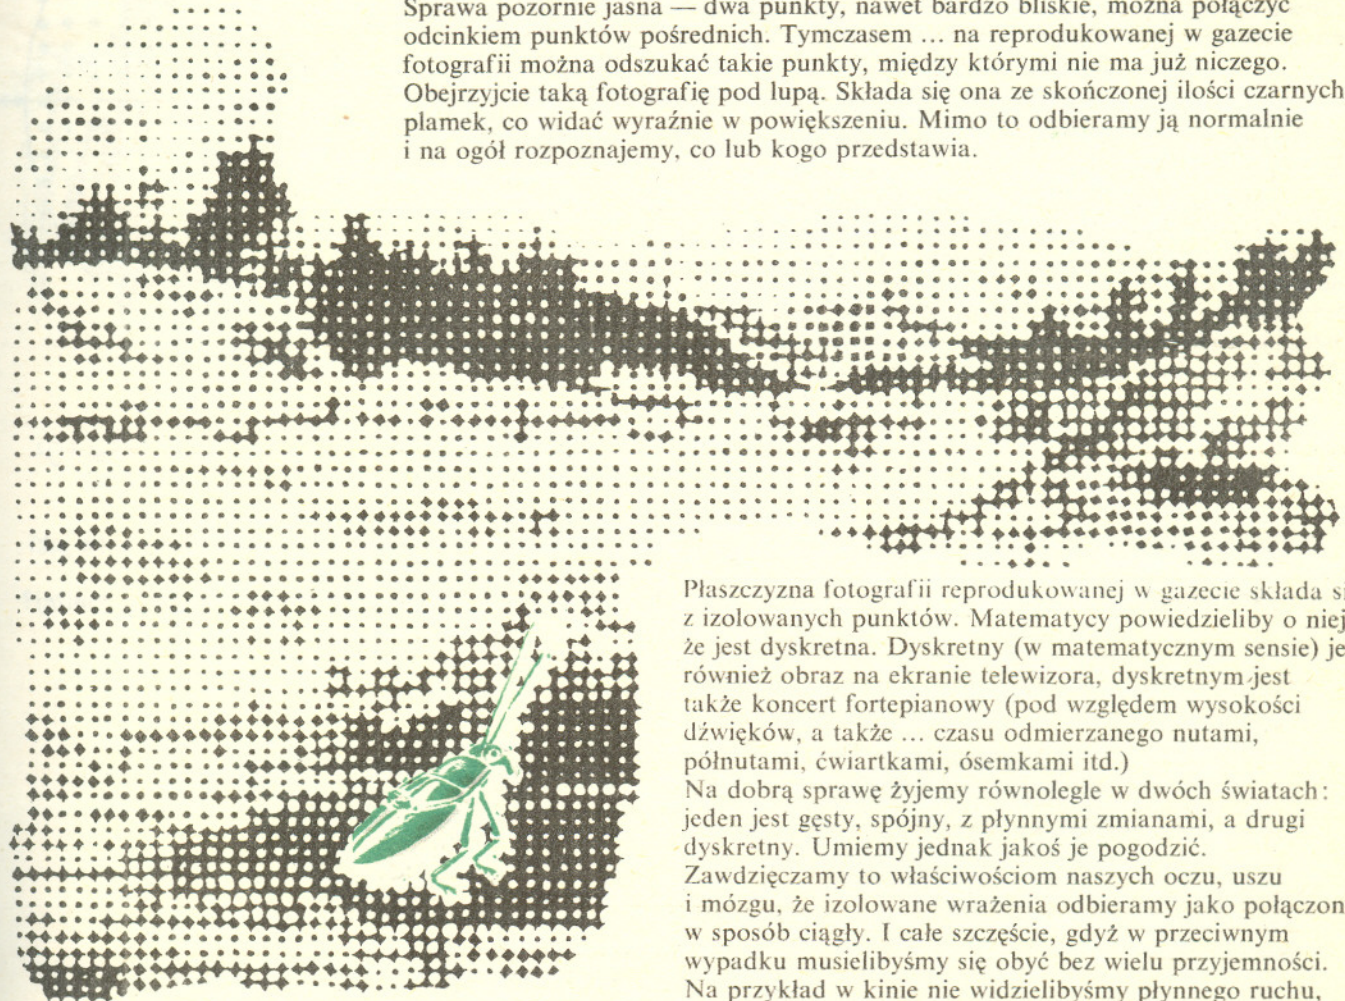 Sprawa pozornie jasna — dwa punkty, nawet bardzo bliskie, można połączyć
odcinkiem punktów pośrednich. Tymczasem ... na reprodukowanej w gazecie
fotografii można odszukać takie punkty, między którymi nie ma już niczego.
Obejrzyjcie taką fotografię pod lupą. Składa się ona ze skończonej ilości czarnych
plamek, co widać wyraźnie w powiększeniu. Mimo to odbieramy ją normalnie
i na ogół rozpoznajemy, co lub kogo przedstawia.
Płaszczyzna fotografii reprodukowanej w gazecie składa si
z izolowanych punktów. Matematycy powiedzieliby o niej
że jest dyskretna. Dyskretny (w matematycznym sensie) je
również obraz na ekranie telewizora, dyskretnym jest
także koncert fortepianowy (pod względem wysokości
dźwięków, a także ... czasu odmierzanego nutami,
półnutami, ćwiartkami, ósemkami itd.)
Na dobrą sprawę żyjemy równolegle w dwóch światach:
jeden jest gęsty, spójny, z płynnymi zmianami, a drugi
dyskretny. Umiemy jednak jakoś je pogodzić.
Zawdzięczamy to właściwościom naszych oczu, uszu
i mózgu, że izolowane wrażenia odbieramy jako połączon
w sposób ciągły. I całe szczęście, gdyż w przeciwnym
wypadku musielibyśmy się obyć bez wielu przyjemności.
Na przykład w kinie nie widzielibyśmy płynnego ruchu,